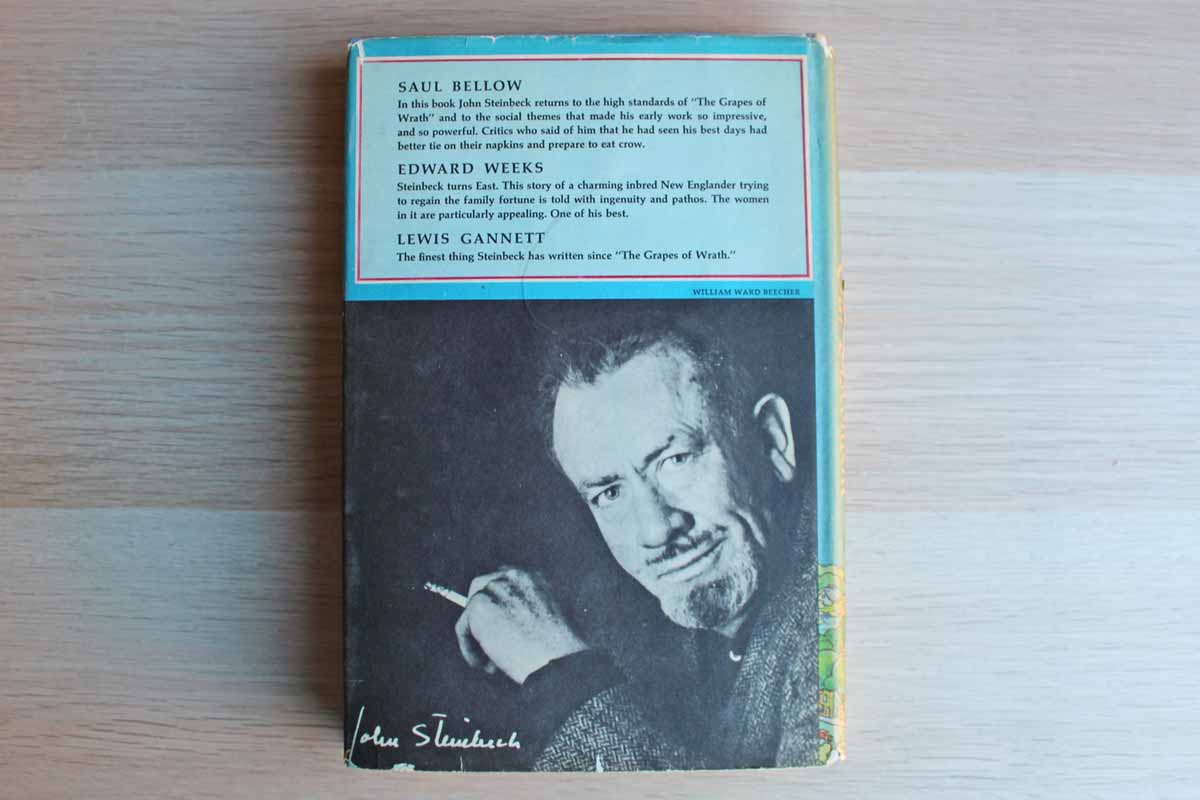 SAUL BELLOW
In this book John Steinbeck returns to the high standards of "The Grapes of
Wrath" and to the social themes that made his early work so impressive,
and so powerful. Critics who said of him that he had seen his best days had
better tie on their napkins and prepare to eat crow.
EDWARD WEEKS
Steinbeck turns East. This story of a charming inbred New Englander trying
to regain the family fortune is told with ingenuity and pathos. The women
in it are particularly appealing. One of his best.
LEWIS GANNETT
The finest thing Steinbeck has written since "The Grapes of Wrath."
WILLIAM WARD BEECHER
John Steinbeck